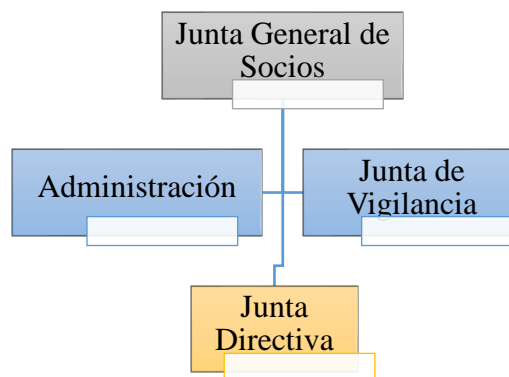 Junta General de
Socios
Administración
Junta de
Vigilancia
Junta
Directiva